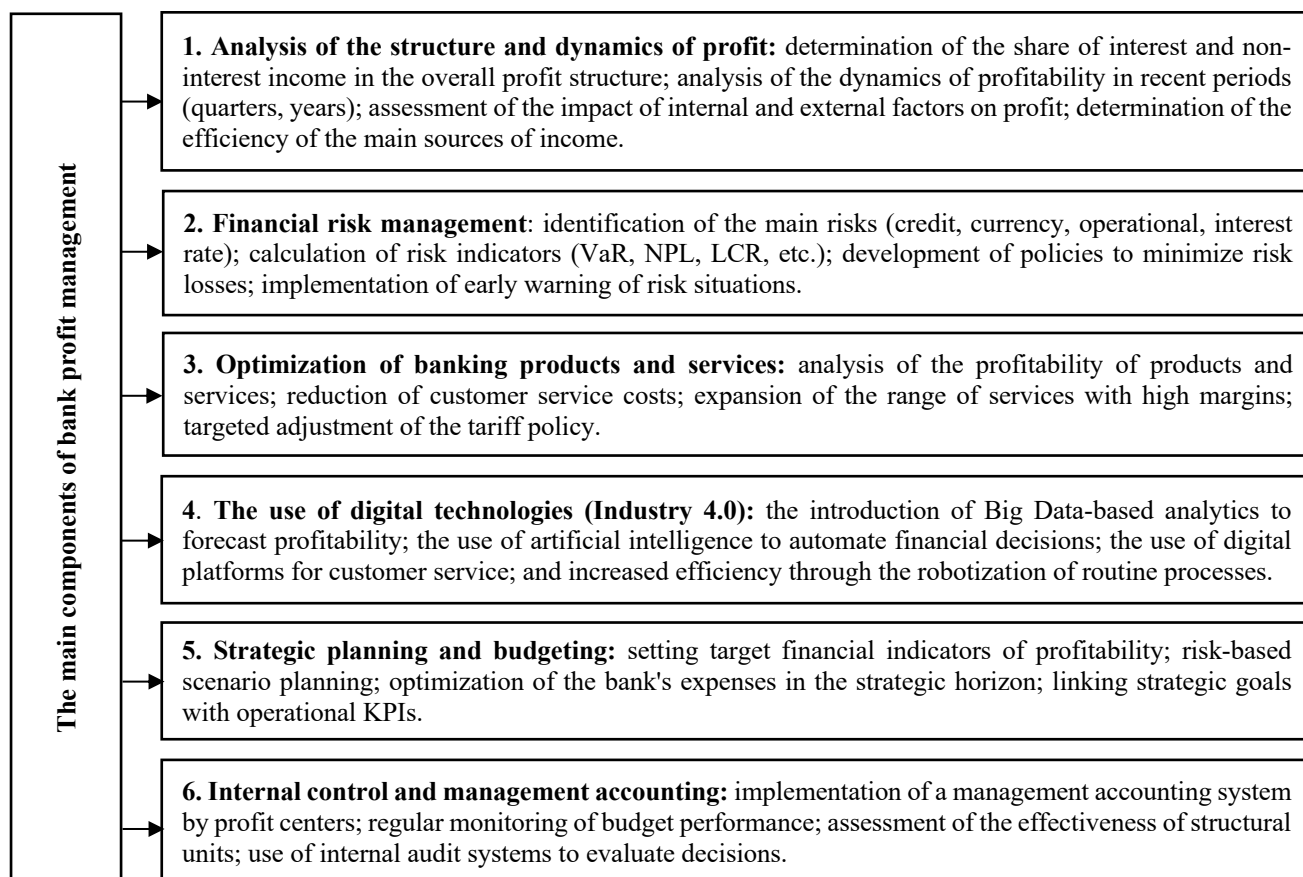 The main components of bank profit management
1. Analysis of the structure and dynamics of profit: determination of the share of interest and non-
interest income in the overall profit structure; analysis of the dynamics of profitability in recent periods
(quarters, years); assessment of the impact of internal and external factors on profit; determination of the
efficiency of the main sources of income.
2. Financial risk management: identification of the main risks (credit, currency, operational, interest
rate); calculation of risk indicators (VaR, NPL, LCR, etc.); development of policies to minimize risk
losses; implementation of early warning of risk situations.
3. Optimization of banking products and services: analysis of the profitability of products and
services; reduction of customer service costs; expansion of the range of services with high margins;
targeted adjustment of the tariff policy.
4. The use of digital technologies (Industry 4.0): the introduction of Big Data-based analytics to
forecast profitability; the use of artificial intelligence to automate financial decisions; the use of digital
platforms for customer service; and increased efficiency through the robotization of routine processes.
5. Strategic planning and budgeting: setting target financial indicators of profitability; risk-based
scenario planning; optimization of the bank's expenses in the strategic horizon; linking strategic goals
with operational KPIs.
6. Internal control and management accounting: implementation of a management accounting system
by profit centers; regular monitoring of budget performance; assessment of the effectiveness of structural
units; use of internal audit systems to evaluate decisions.